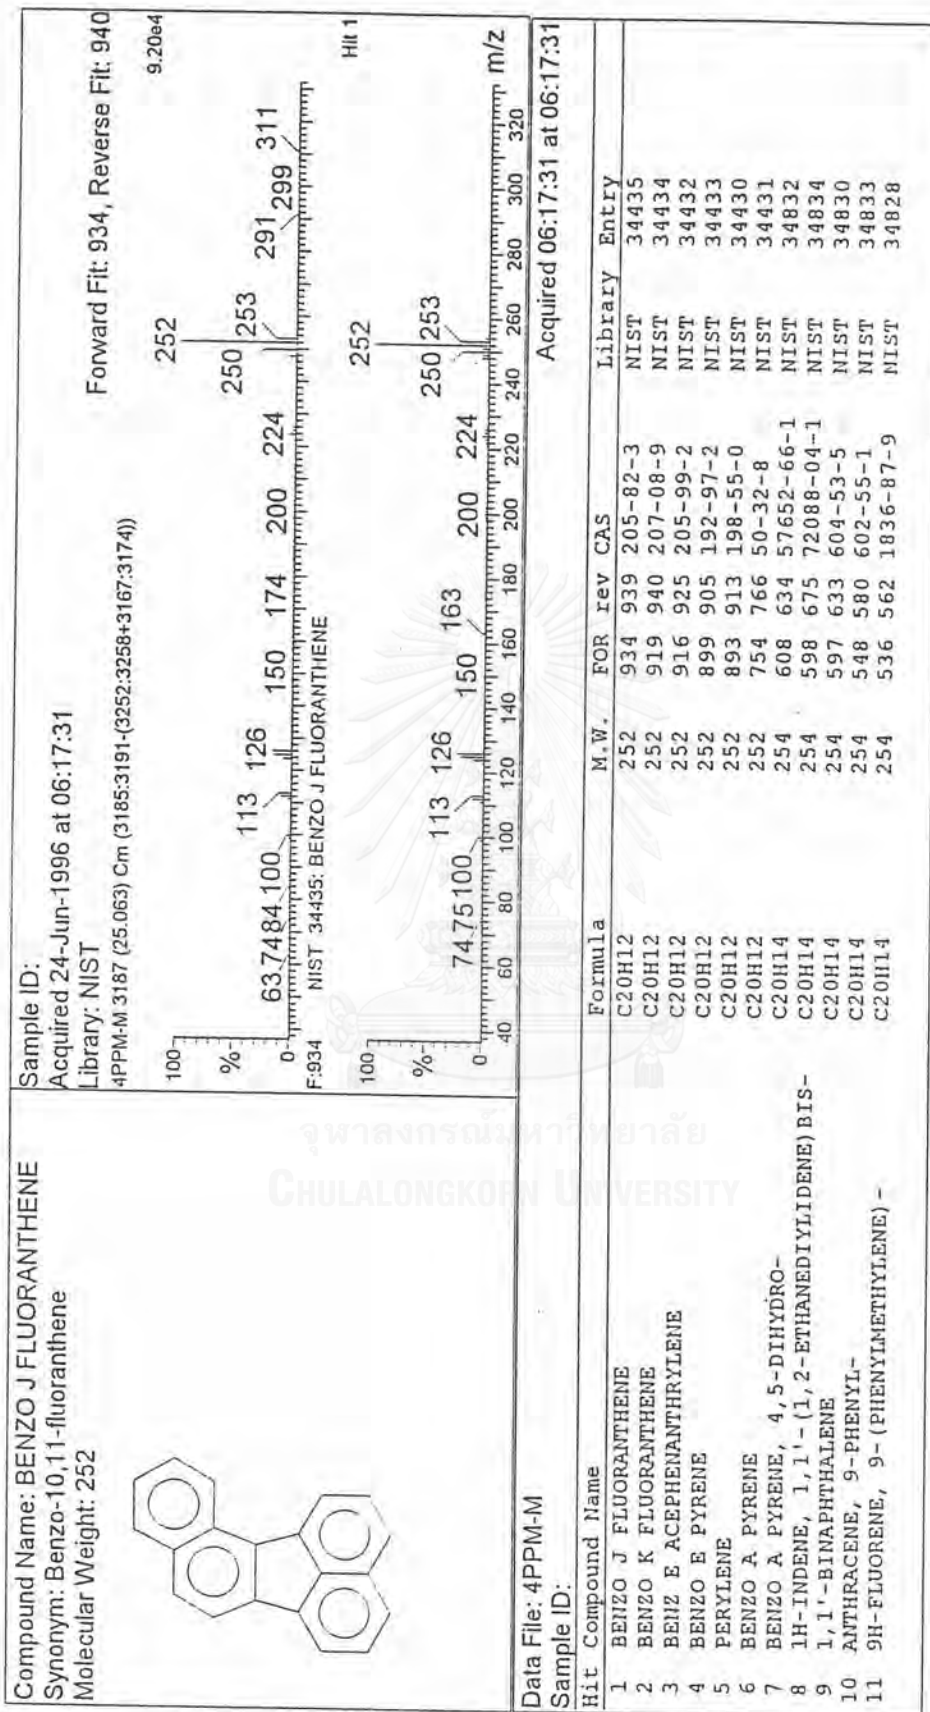 Compound Name: BENZO J FLUORANTHENE
Synonym: Benzo-10,11-fluoranthene
Molecular Weight: 252
Sample ID:
Acquired 24-Jun-1996 at 06:17:31
Library: NIST
Forward Fit: 934, Reverse Fit: 940
4PPM-M 3187 (25.063) Cm (3185:3191-(3252:3258+3167:3174))
9.20e4
100
%
0
63.74 84.100
113
126
150
174
200
224
250
252
253
291
299
311
F:934
NIST 34435: BENZO J FLUORANTHENE
Hit 1
100
%
0
74.75 100
113
126
150
163
200
224
250
252
253
40 60 80 100 120 140 160 180 200 220 240 260 280 300 320 m/z
Data File: 4PPM-M
Acquired 06:17:31 at 06:17:31
Sample ID:
Hit Compound Name Formula M.W. FOR rev CAS Library Entry
1 BENZO J FLUORANTHENE C20H12 252 934 939 205-82-3 NIST 34435
2 BENZO K FLUORANTHENE C20H12 252 919 940 207-08-9 NIST 34434
3 BENZ E ACEPHENANTHRYLENE C20H12 252 916 925 205-99-2 NIST 34432
4 BENZO E PYRENE C20H12 252 899 905 192-97-2 NIST 34433
5 PERYLENE C20H12 252 893 913 198-55-0 NIST 34430
6 BENZO A PYRENE C20H12 252 754 766 50-32-8 NIST 34431
7 BENZO A PYRENE, 4,5-DIHYDRO- C20H14 254 608 634 57652-66-1 NIST 34832
8 1H-INDENE, 1,1'-(1,2-ETHANEDIYLIDENE)BIS- C20H14 254 598 675 72088-04-1 NIST 34834
9 1,1'-BINAPHTHALENE C20H14 254 597 633 604-53-5 NIST 34830
10 ANTHRACENE, 9-PHENYL- C20H14 254 548 580 602-55-1 NIST 34833
11 9H-FLUORENE, 9-(PHENYLMETHYLENE)- C20H14 254 536 562 1836-87-9 NIST 34828
จุฬาลงกรณ์มหาวิทยาลัย
CHULALONGKORN UNIVERSITY